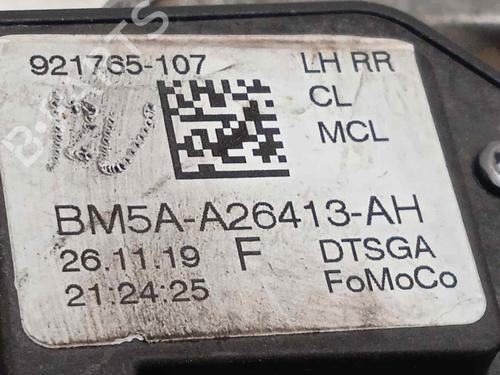 921765-107 LH RR
CL
MCL
BM5A-A26413-AH
26.11.19 F DTSGA
21:24:25 FoMoCo